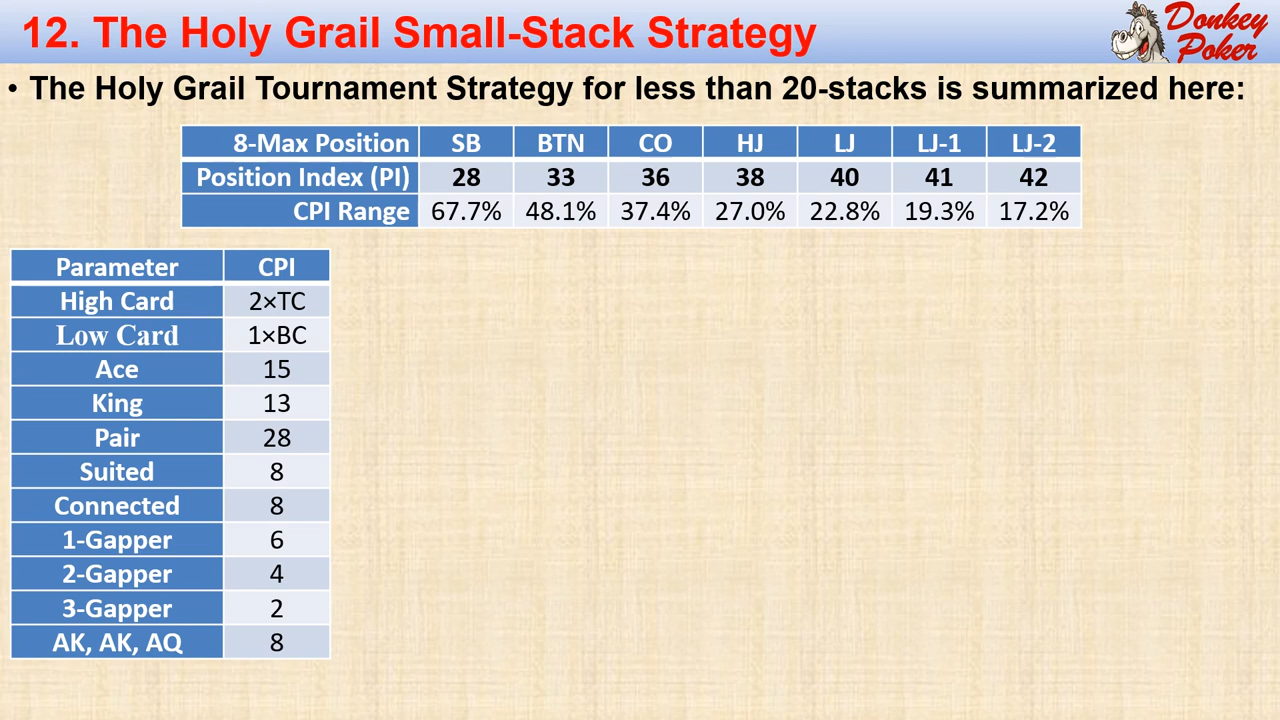 12. The Holy Grail Small-Stack Strategy
Donkey
Poker
• The Holy Grail Tournament Strategy for less than 20-stacks is summarized here:
8-Max Position SB BTN CO HJ LJ LJ-1 LJ-2
Position Index (PI) 28 33 36 38 40 41 42
CPI Range 67.7% 48.1% 37.4% 27.0% 22.8% 19.3% 17.2%
Parameter CPI
High Card 2×TC
Low Card 1×BC
Ace 15
King 13
Pair 28
Suited 8
Connected 8
1-Gapper 6
2-Gapper 4
3-Gapper 2
AK, AK, AQ 8